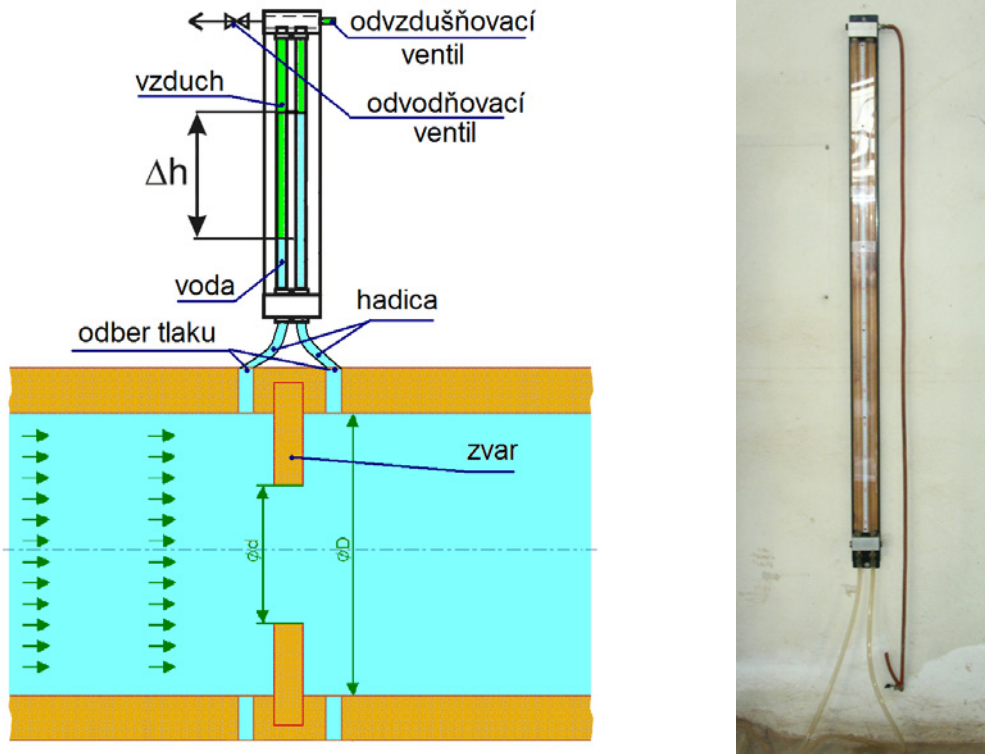 odvzdušňovací
ventil
vzduch
odvodňovací
ventil
Δh
voda
hadica
odber tlaku
zvar
Ød
ØD